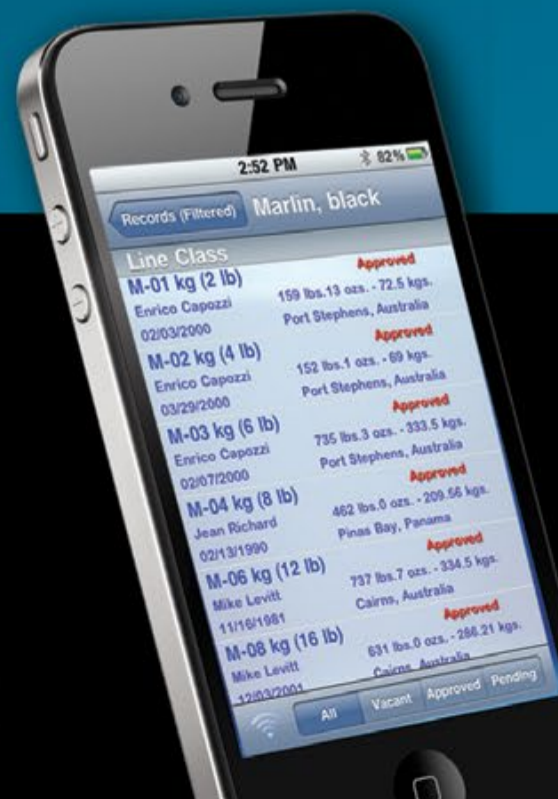 2:52 PM 82%
Records (Filtered) Marlin, black
Line Class
M-01 kg (2 lb) Approved
Enrico Capozzi 159 lbs.13 ozs. - 72.5 kgs.
02/03/2000 Port Stephens, Australia
M-02 kg (4 lb) Approved
Enrico Capozzi 152 lbs.1 ozs. - 69 kgs.
03/29/2000 Port Stephens, Australia
M-03 kg (6 lb) Approved
Enrico Capozzi 735 lbs.3 ozs. - 333.5 kgs.
02/07/2000 Port Stephens, Australia
M-04 kg (8 lb) Approved
Jean Richard 462 lbs.0 ozs. - 209.56 kgs.
02/13/1990 Pinas Bay, Panama
M-06 kg (12 lb) Approved
Mike Levitt 737 lbs.7 ozs. - 334.5 kgs.
11/16/1981 Cairns, Australia
M-08 kg (16 lb) Approved
Mike Levitt 631 lbs.0 ozs. - 286.21 kgs.
12/03/2001 Cairns, Australia
All Vacant Approved Pending